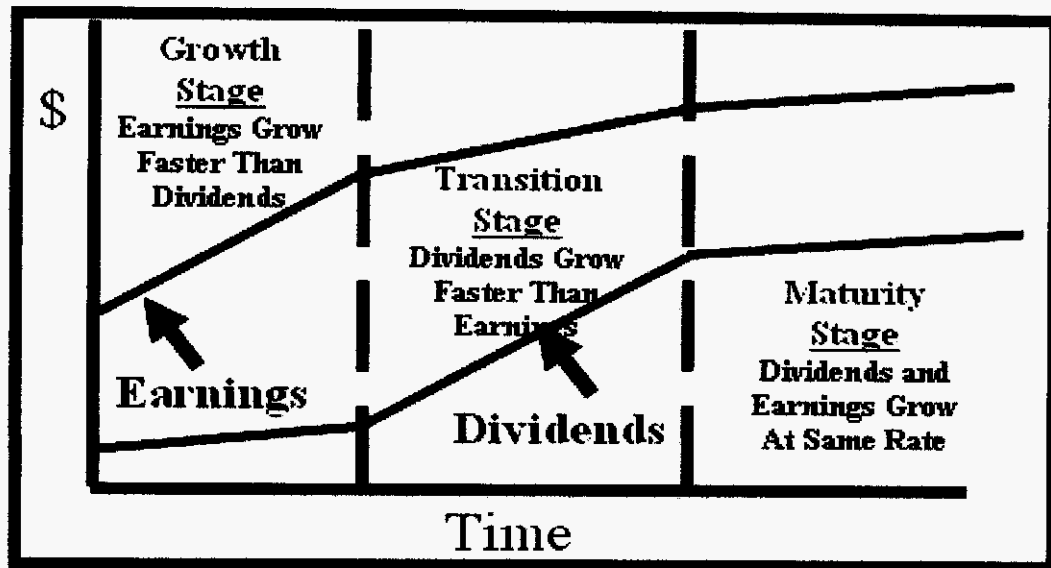 $
Growth
Stage
Earnings Grow
Faster Than
Dividends
Transition
Stage
Dividends Grow
Faster Than
Earnings
Maturity
Stage
Dividends and
Earnings Grow
At Same Rate
Earnings
Dividends
Time